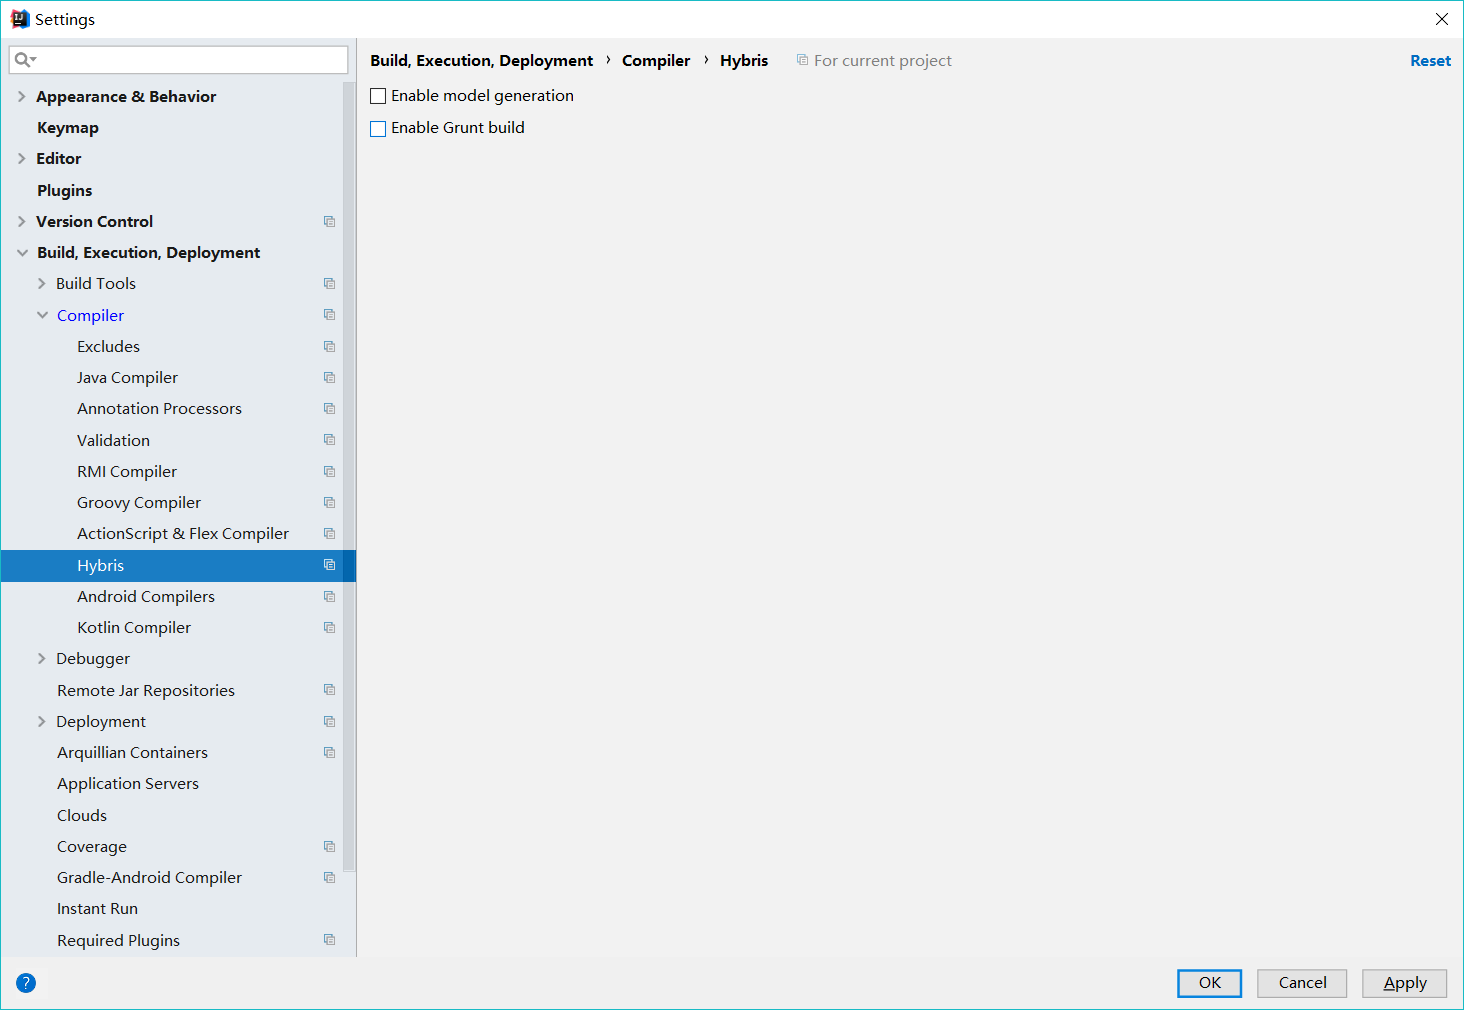 Settings
Appearance & Behavior
Keymap
Editor
Plugins
Version Control
Build, Execution, Deployment
Build Tools
Compiler
Excludes
Java Compiler
Annotation Processors
Validation
RMI Compiler
Groovy Compiler
ActionScript & Flex Compiler
Hybris
Android Compilers
Kotlin Compiler
Debugger
Remote Jar Repositories
Deployment
Arquillian Containers
Application Servers
Clouds
Coverage
Gradle-Android Compiler
Instant Run
Required Plugins
Build, Execution, Deployment › Compiler › Hybris For current project Reset
Enable model generation
Enable Grunt build
? OK Cancel Apply